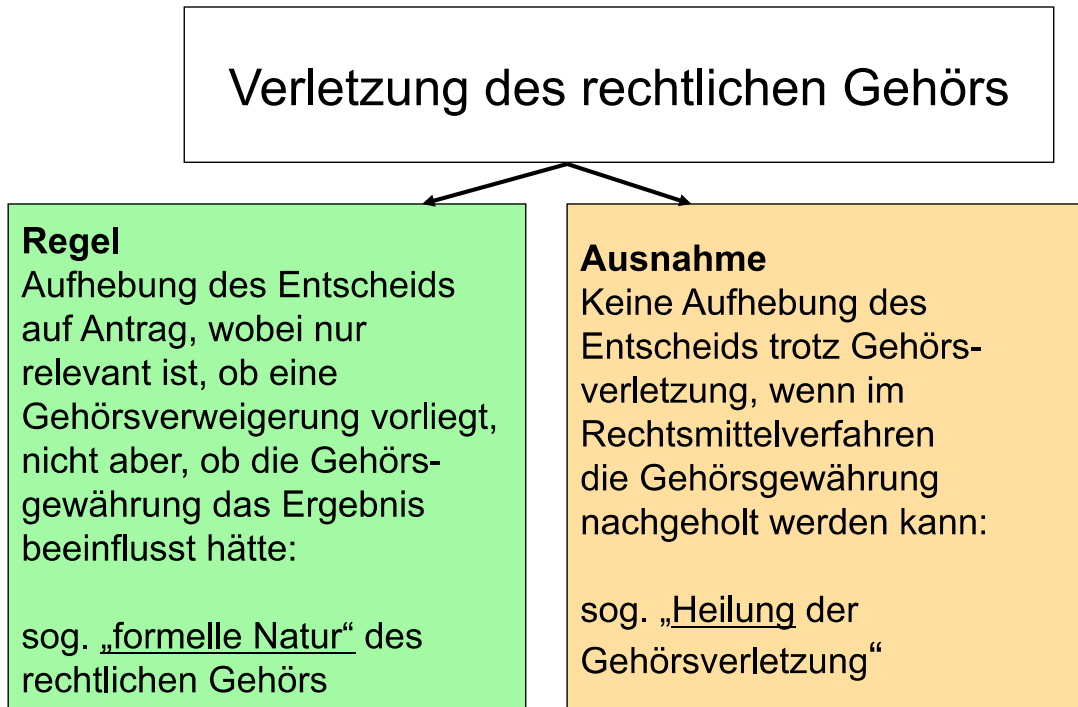 Verletzung des rechtlichen Gehörs
Regel
Aufhebung des Entscheids
auf Antrag, wobei nur
relevant ist, ob eine
Gehörsverweigerung vorliegt,
nicht aber, ob die Gehörs-
gewährung das Ergebnis
beeinflusst hätte:
sog. „formelle Natur“ des
rechtlichen Gehörs
Ausnahme
Keine Aufhebung des
Entscheids trotz Gehörs-
verletzung, wenn im
Rechtsmittelverfahren
die Gehörsgewährung
nachgeholt werden kann:
sog. „Heilung der
Gehörsverletzung“